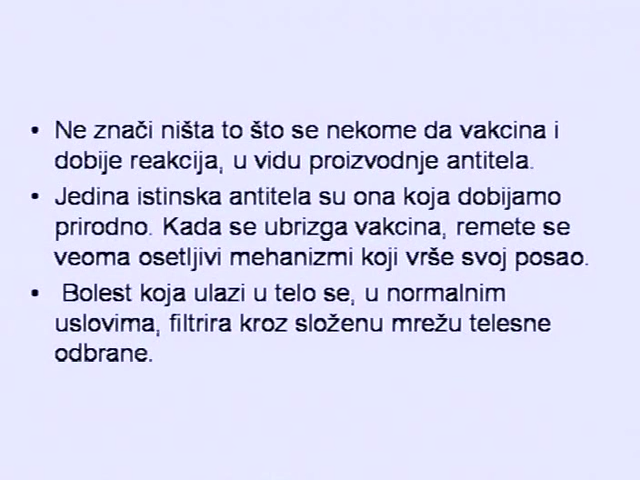 • Ne znači ništa to što se nekome da vakcina i
dobije reakcija, u vidu proizvodnje antitela.
• Jedina istinska antitela su ona koja dobijamo
prirodno. Kada se ubrizga vakcina, remete se
veoma osetljivi mehanizmi koji vrše svoj posao.
• Bolest koja ulazi u telo se, u normalnim
uslovima, filtrira kroz složenu mrežu telesne
odbrane.